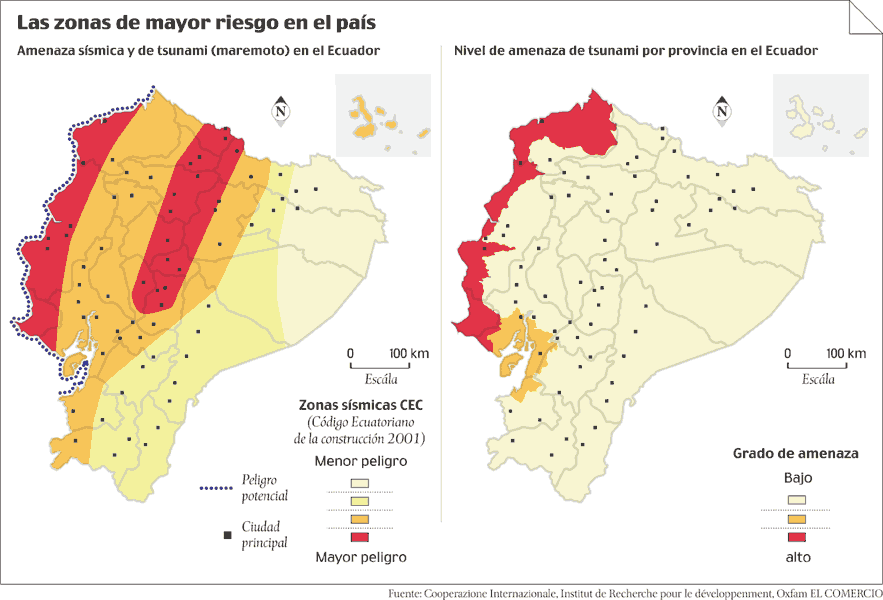 Las zonas de mayor riesgo en el país
Amenaza sísmica y de tsunami (maremoto) en el Ecuador
N
0 100 km
Escála
Zonas sísmicas CEC
(Código Ecuatoriano
de la construcción 2001)
Menor peligro
Mayor peligro
Peligro
potencial
Ciudad
principal
Nivel de amenaza de tsunami por provincia en el Ecuador
N
0 100 km
Escála
Grado de amenaza
Bajo
alto
Fuente: Cooperazione Internazionale, Institut de Recherche pour le développenment, Oxfam EL COMERCIO